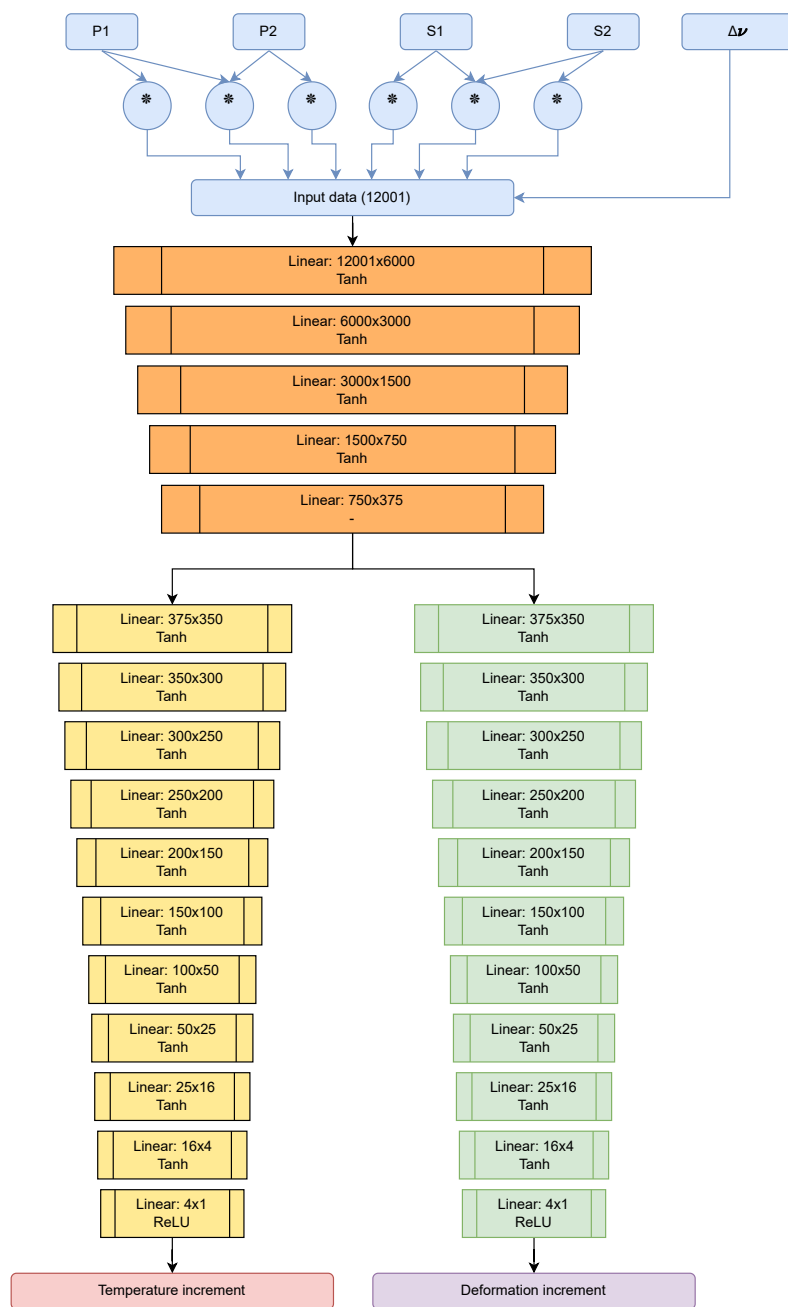 P1
P2
S1
S2
Δ𝝂
*
*
*
*
*
*
Input data (12001)
Linear: 12001x6000
Tanh
Linear: 6000x3000
Tanh
Linear: 3000x1500
Tanh
Linear: 1500x750
Tanh
Linear: 750x375
-
Linear: 375x350
Tanh
Linear: 350x300
Tanh
Linear: 300x250
Tanh
Linear: 250x200
Tanh
Linear: 200x150
Tanh
Linear: 150x100
Tanh
Linear: 100x50
Tanh
Linear: 50x25
Tanh
Linear: 25x16
Tanh
Linear: 16x4
Tanh
Linear: 4x1
ReLU
Temperature increment
Linear: 375x350
Tanh
Linear: 350x300
Tanh
Linear: 300x250
Tanh
Linear: 250x200
Tanh
Linear: 200x150
Tanh
Linear: 150x100
Tanh
Linear: 100x50
Tanh
Linear: 50x25
Tanh
Linear: 25x16
Tanh
Linear: 16x4
Tanh
Linear: 4x1
ReLU
Deformation increment